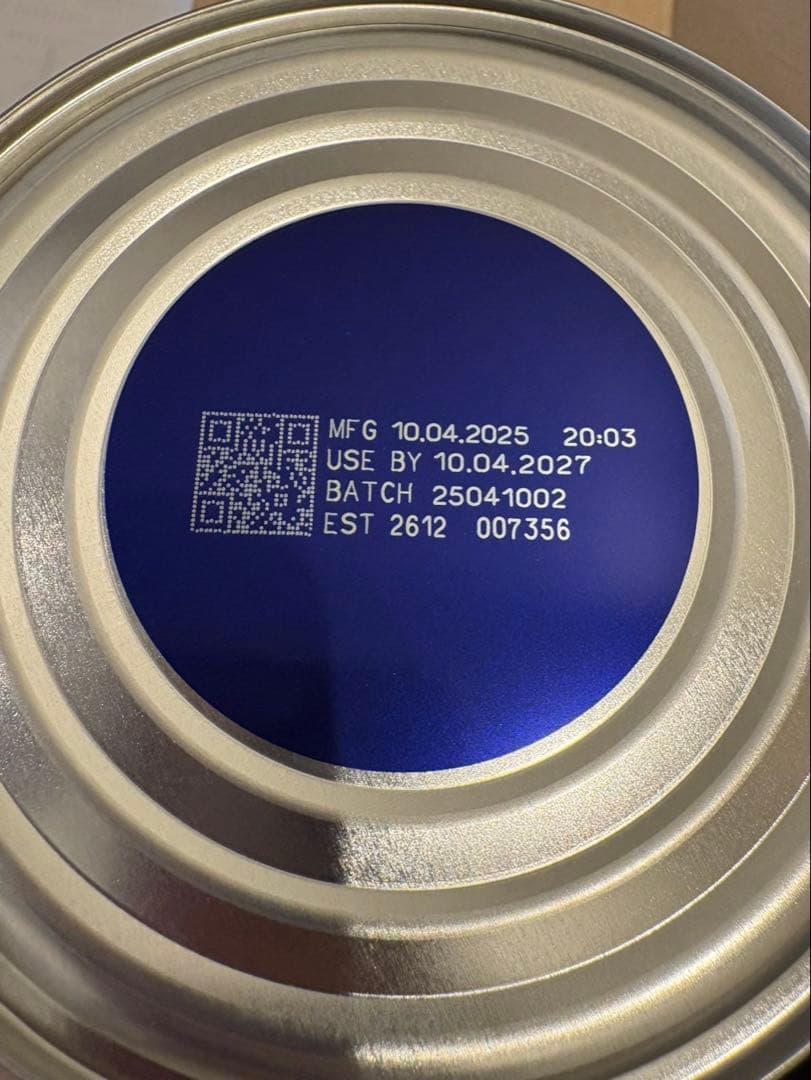 MFG 10.04.2025 20:03
USE BY 10.04.2027
BATCH 25041002
EST 2612 007356